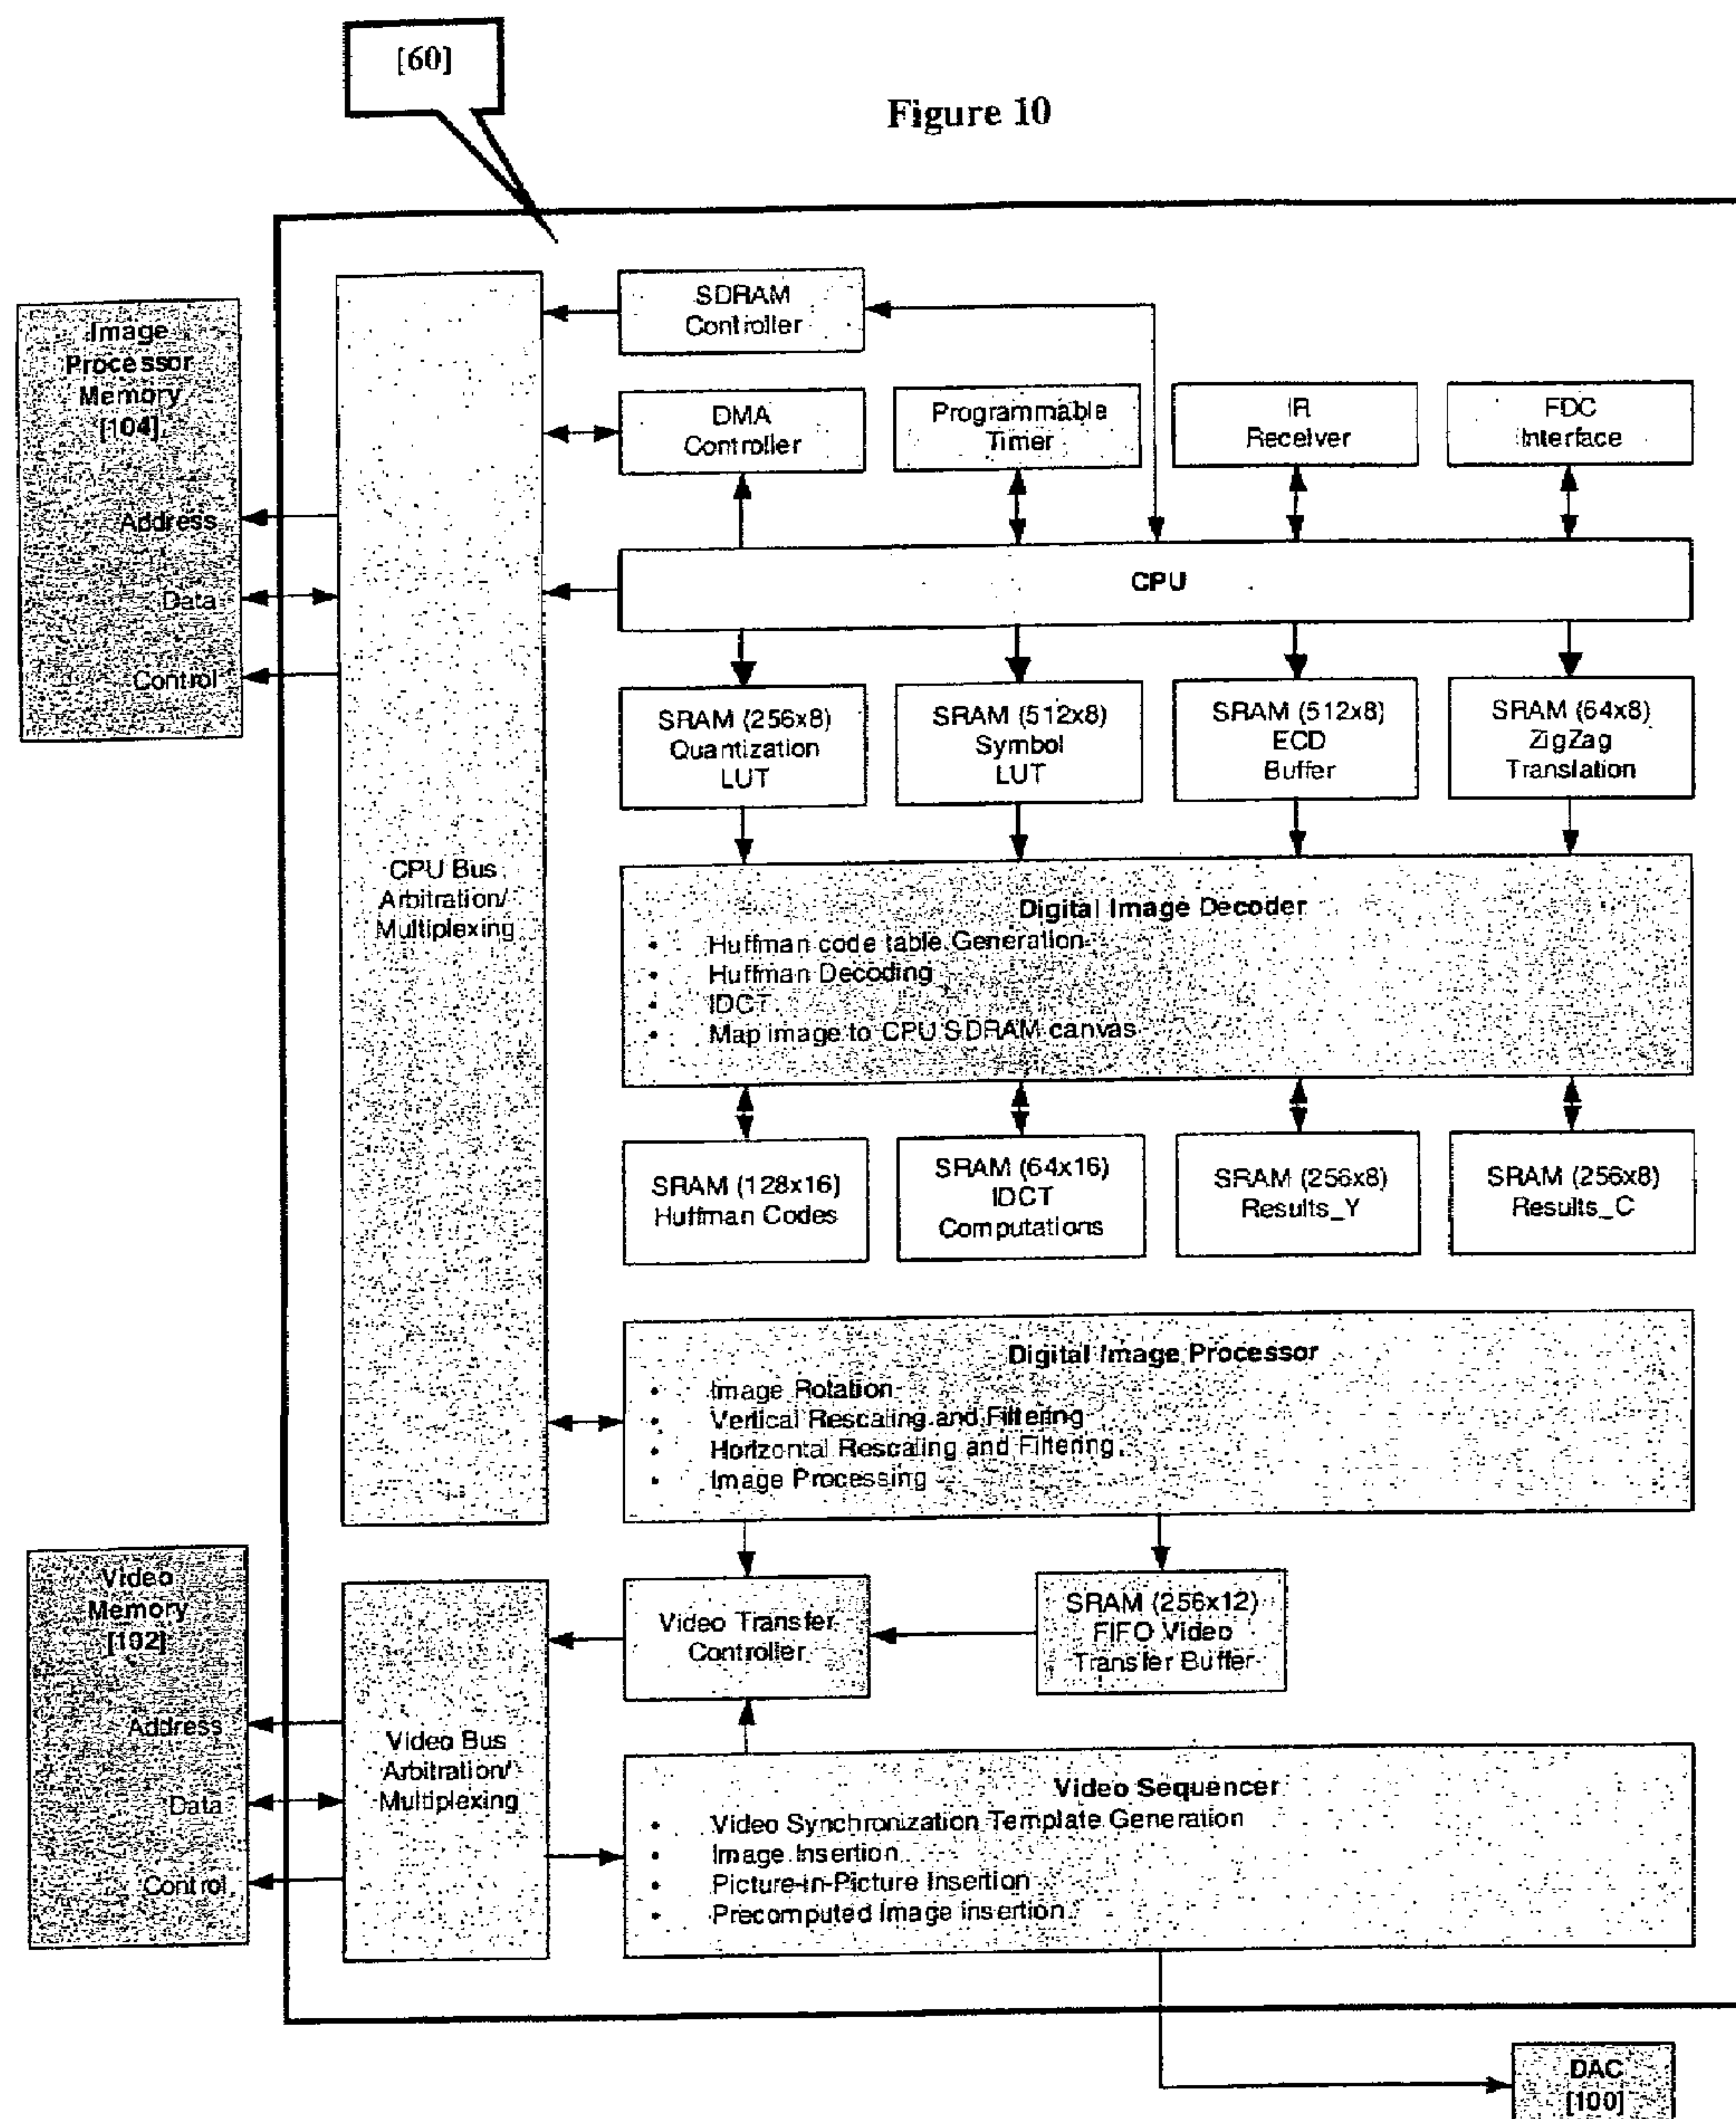 [60]
Figure 10
Image
Processor
Memory
[104]
Address
Data
Control
CPU Bus
Arbitration/
Multiplexing
SDRAM
Controller
DMA
Controller
Programmable
Timer
IR
Receiver
FDC
Interface
CPU
SRAM (256x8)
Quantization
LUT
SRAM (512x8)
Symbol
LUT
SRAM (512x8)
ECD
Buffer
SRAM (64x8)
ZigZag
Translation
Digital Image Decoder
• Huffman code table Generation
• Huffman Decoding
• IDCT
• Map image to CPU SDRAM canvas
SRAM (128x16)
Huffman Codes
SRAM (64x16)
IDCT
Computations
SRAM (256x8)
Results_Y
SRAM (256x8)
Results_C
Digital Image Processor
• Image Rotation
• Vertical Rescaling and Filtering
• Horizontal Rescaling and Filtering
• Image Processing
Video
Memory
[102]
Address
Data
Control
Video Bus
Arbitration/
Multiplexing
Video Transfer
Controller
SRAM (256x12)
FIFO Video
Transfer Buffer
Video Sequencer
• Video Synchronization Template Generation
• Image Insertion
• Picture-in-Picture Insertion
• Precomputed Image insertion
DAC
[100]